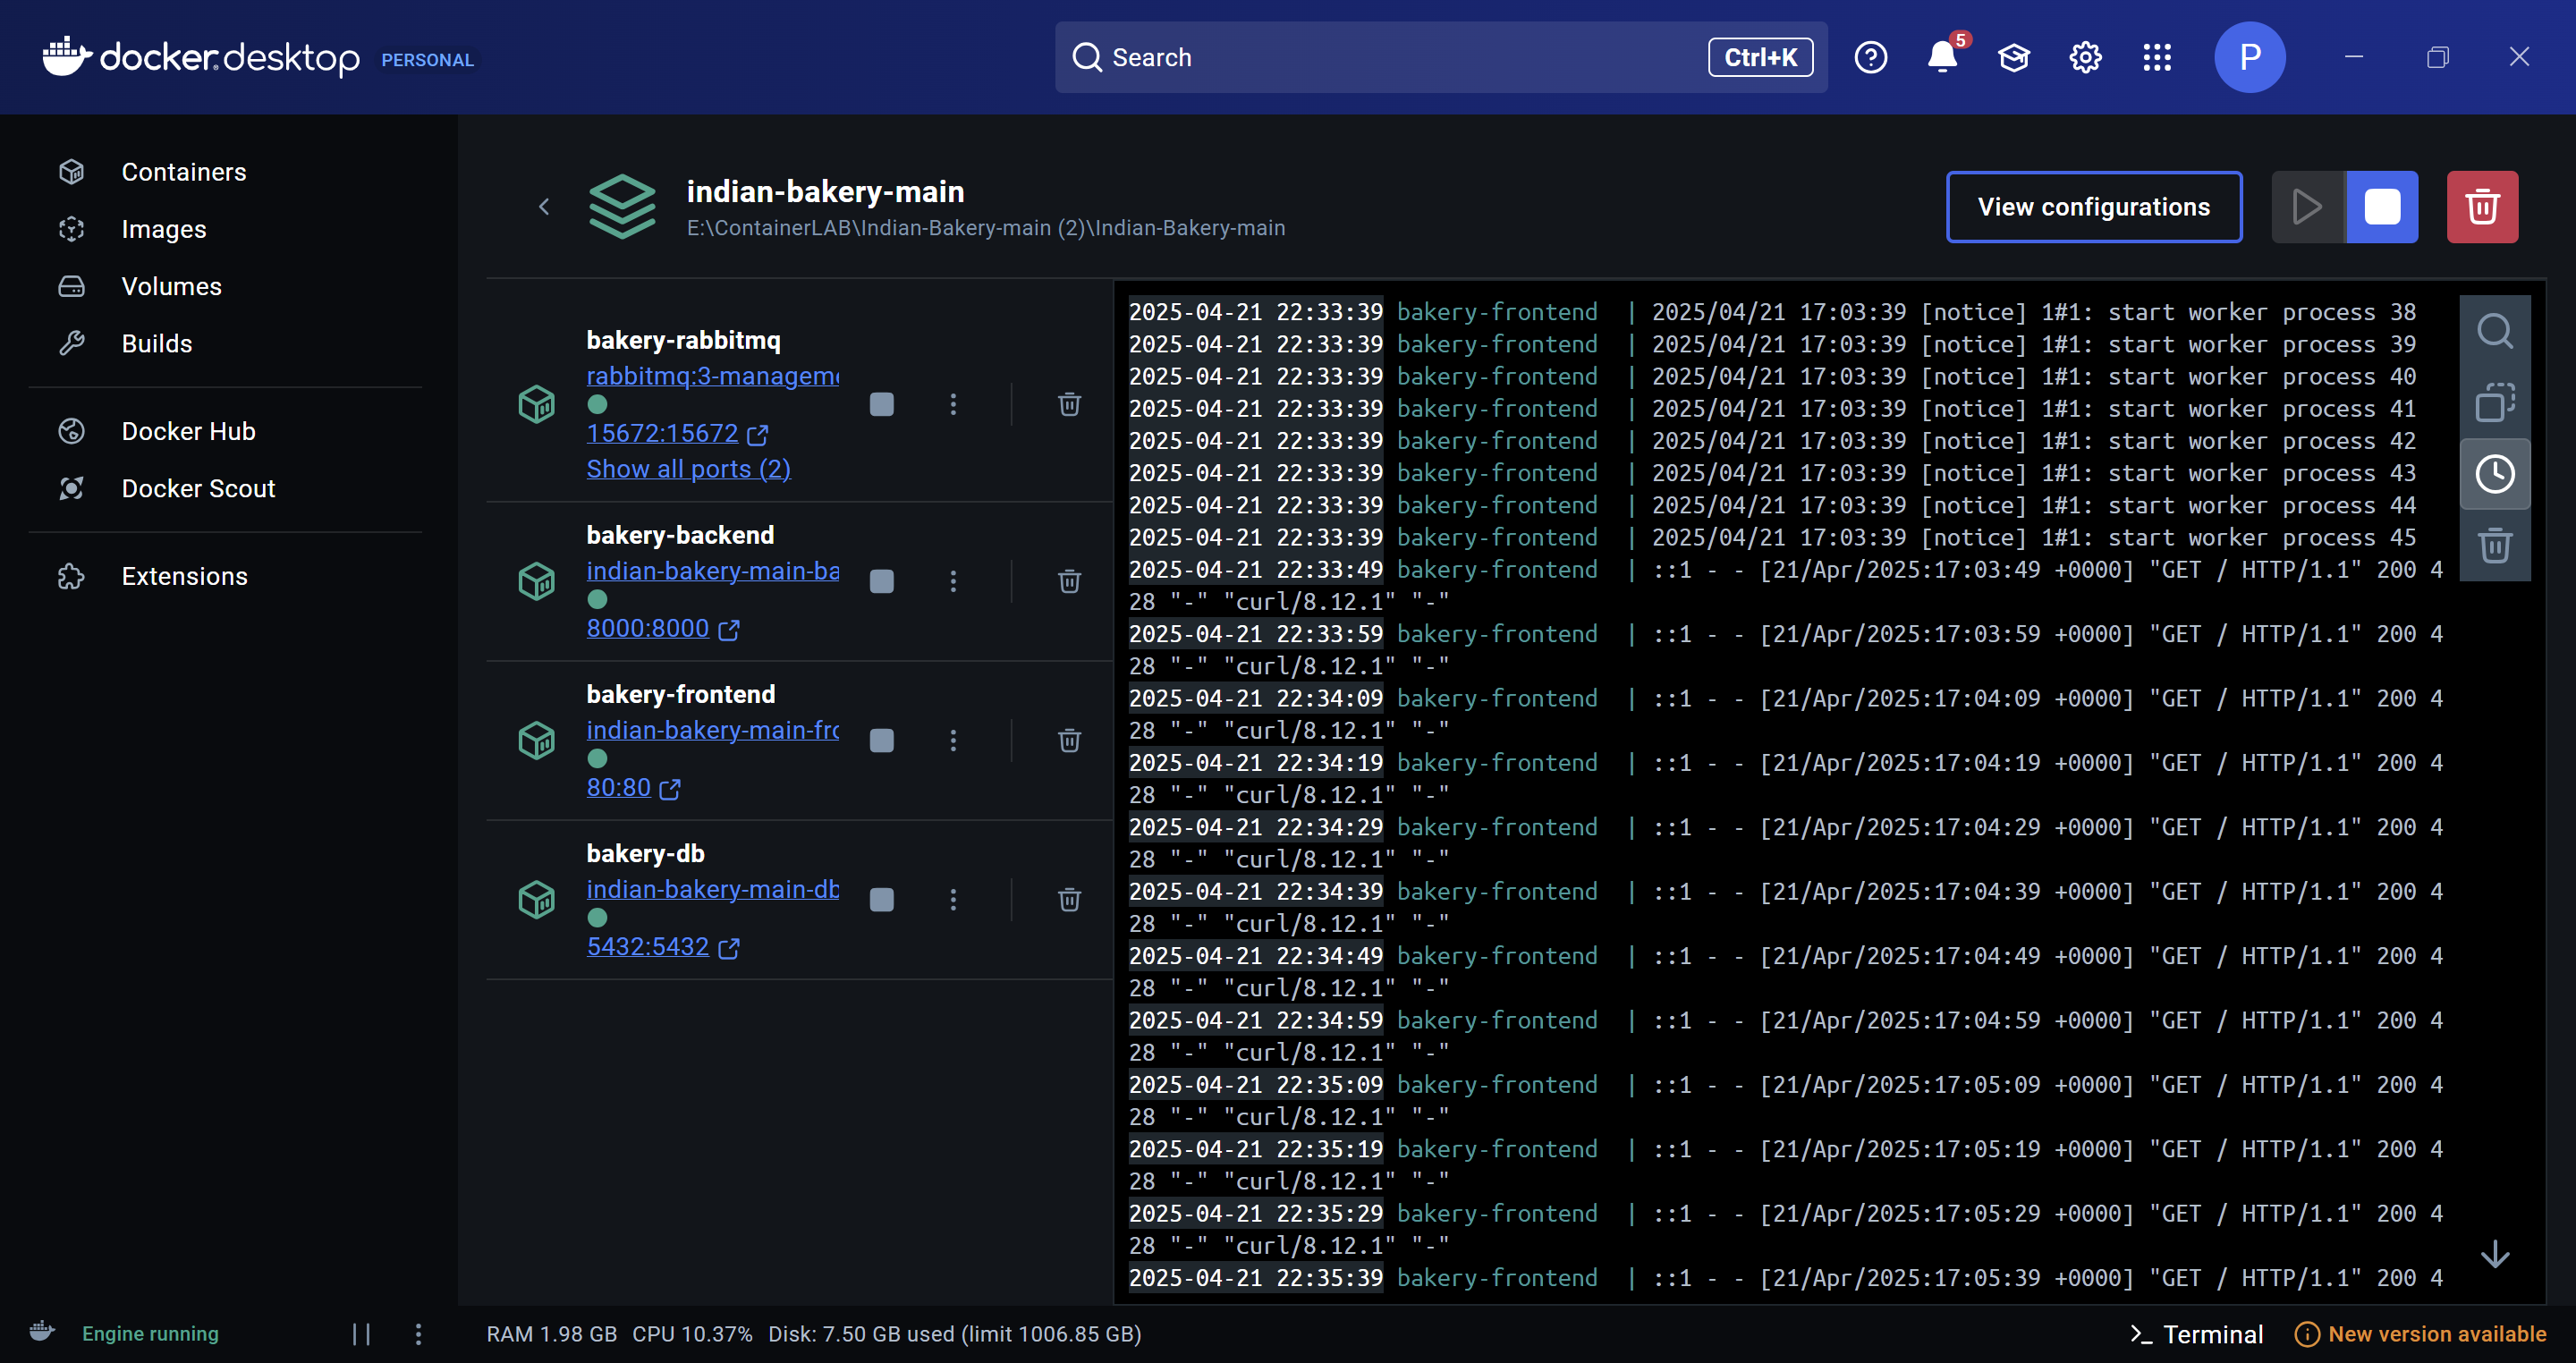 docker desktop PERSONAL
Search
Ctrl+K
5
P
Containers
Images
Volumes
Builds
Docker Hub
Docker Scout
Extensions
indian-bakery-main
E:\ContainerLAB\Indian-Bakery-main (2)\Indian-Bakery-main
View configurations
bakery-rabbitmq
rabbitmq:3-manageme
15672:15672
Show all ports (2)
bakery-backend
indian-bakery-main-ba
8000:8000
bakery-frontend
indian-bakery-main-frc
80:80
bakery-db
indian-bakery-main-db
5432:5432
2025-04-21 22:33:39 bakery-frontend | 2025/04/21 17:03:39 [notice] 1#1: start worker process 38
2025-04-21 22:33:39 bakery-frontend | 2025/04/21 17:03:39 [notice] 1#1: start worker process 39
2025-04-21 22:33:39 bakery-frontend | 2025/04/21 17:03:39 [notice] 1#1: start worker process 40
2025-04-21 22:33:39 bakery-frontend | 2025/04/21 17:03:39 [notice] 1#1: start worker process 41
2025-04-21 22:33:39 bakery-frontend | 2025/04/21 17:03:39 [notice] 1#1: start worker process 42
2025-04-21 22:33:39 bakery-frontend | 2025/04/21 17:03:39 [notice] 1#1: start worker process 43
2025-04-21 22:33:39 bakery-frontend | 2025/04/21 17:03:39 [notice] 1#1: start worker process 44
2025-04-21 22:33:39 bakery-frontend | 2025/04/21 17:03:39 [notice] 1#1: start worker process 45
2025-04-21 22:33:49 bakery-frontend | ::1 - - [21/Apr/2025:17:03:49 +0000] "GET / HTTP/1.1" 200 4
28 "-" "curl/8.12.1" "-"
2025-04-21 22:33:59 bakery-frontend | ::1 - - [21/Apr/2025:17:03:59 +0000] "GET / HTTP/1.1" 200 4
28 "-" "curl/8.12.1" "-"
2025-04-21 22:34:09 bakery-frontend | ::1 - - [21/Apr/2025:17:04:09 +0000] "GET / HTTP/1.1" 200 4
28 "-" "curl/8.12.1" "-"
2025-04-21 22:34:19 bakery-frontend | ::1 - - [21/Apr/2025:17:04:19 +0000] "GET / HTTP/1.1" 200 4
28 "-" "curl/8.12.1" "-"
2025-04-21 22:34:29 bakery-frontend | ::1 - - [21/Apr/2025:17:04:29 +0000] "GET / HTTP/1.1" 200 4
28 "-" "curl/8.12.1" "-"
2025-04-21 22:34:39 bakery-frontend | ::1 - - [21/Apr/2025:17:04:39 +0000] "GET / HTTP/1.1" 200 4
28 "-" "curl/8.12.1" "-"
2025-04-21 22:34:49 bakery-frontend | ::1 - - [21/Apr/2025:17:04:49 +0000] "GET / HTTP/1.1" 200 4
28 "-" "curl/8.12.1" "-"
2025-04-21 22:34:59 bakery-frontend | ::1 - - [21/Apr/2025:17:04:59 +0000] "GET / HTTP/1.1" 200 4
28 "-" "curl/8.12.1" "-"
2025-04-21 22:35:09 bakery-frontend | ::1 - - [21/Apr/2025:17:05:09 +0000] "GET / HTTP/1.1" 200 4
28 "-" "curl/8.12.1" "-"
2025-04-21 22:35:19 bakery-frontend | ::1 - - [21/Apr/2025:17:05:19 +0000] "GET / HTTP/1.1" 200 4
28 "-" "curl/8.12.1" "-"
2025-04-21 22:35:29 bakery-frontend | ::1 - - [21/Apr/2025:17:05:29 +0000] "GET / HTTP/1.1" 200 4
28 "-" "curl/8.12.1" "-"
2025-04-21 22:35:39 bakery-frontend | ::1 - - [21/Apr/2025:17:05:39 +0000] "GET / HTTP/1.1" 200 4
Engine running
RAM 1.98 GB CPU 10.37% Disk: 7.50 GB used (limit 1006.85 GB)
Terminal
New version available